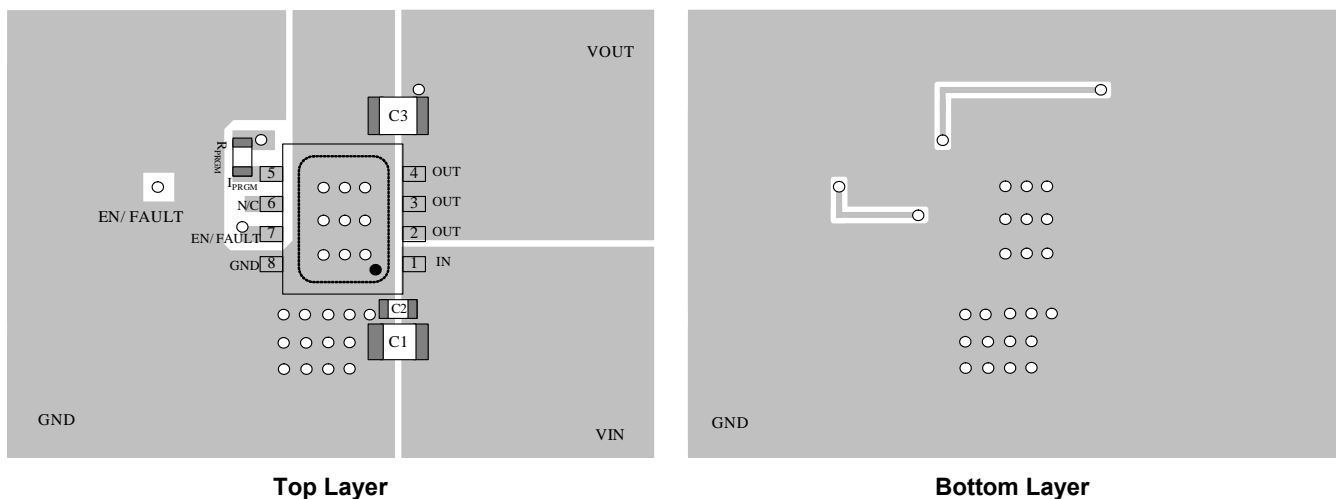 VOUT
C3
RPRGM
5
4
OUT
IPRGM
N/C
6
3
OUT
EN/ FAULT
EN/ FAULT
7
2
OUT
GND
8
1
IN
C2
C1
GND
VIN
GND
Top Layer
Bottom Layer